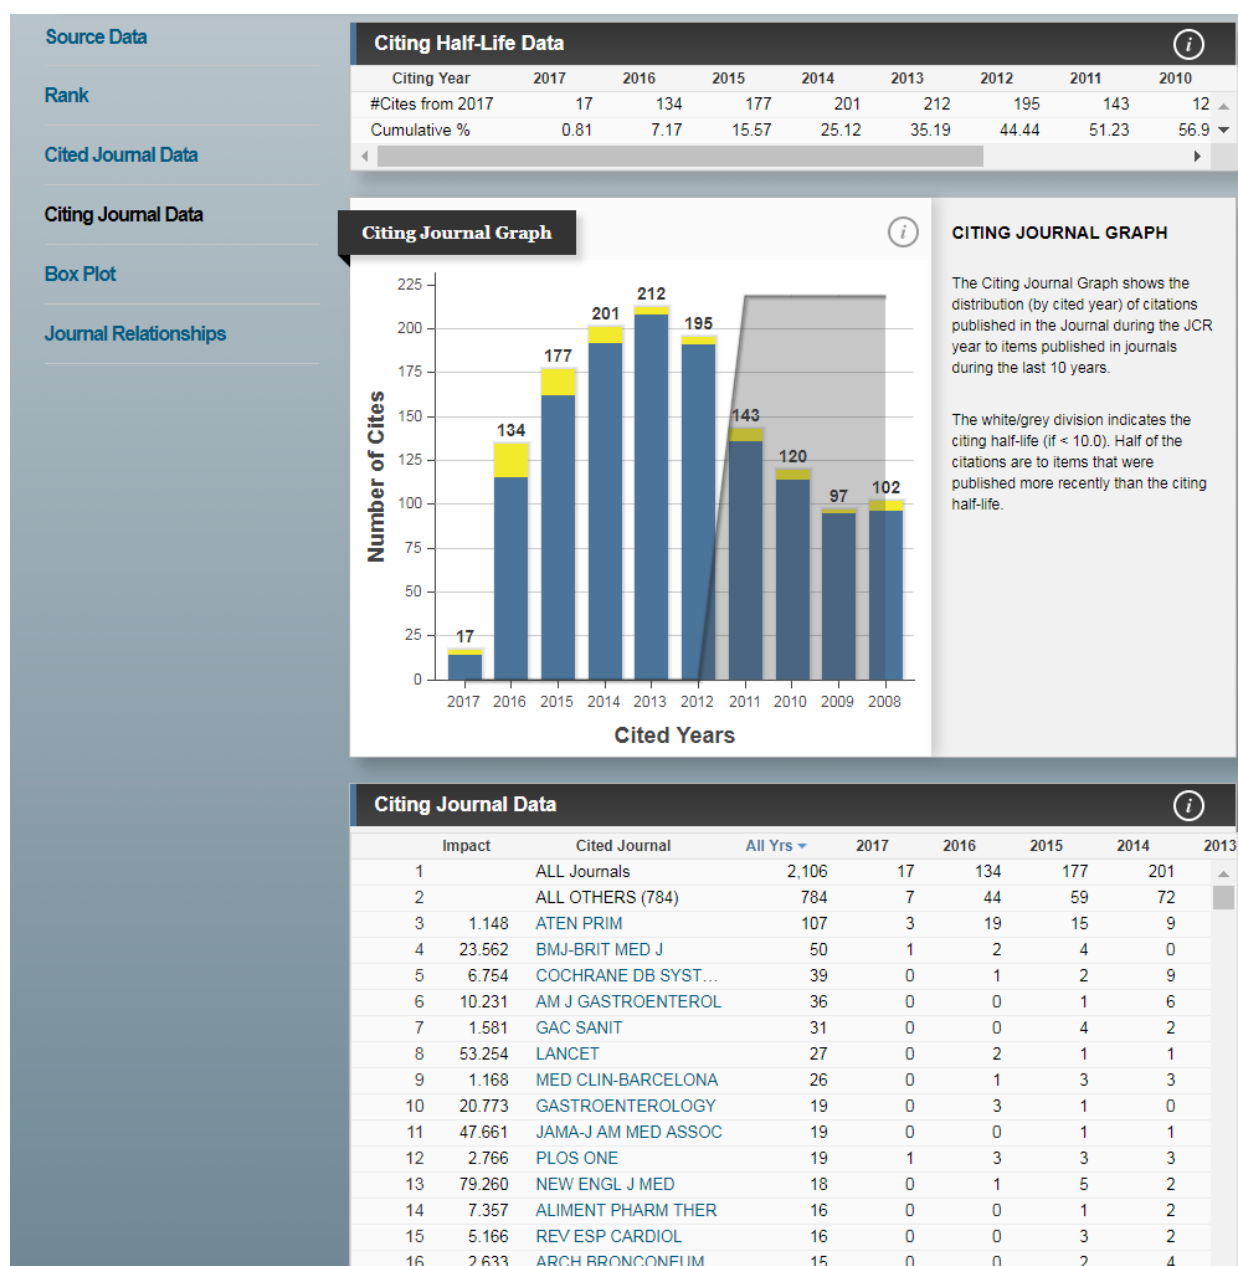 Source Data
Rank
Cited Journal Data
Citing Journal Data
Box Plot
Journal Relationships
Citing Half-Life Data
i
Citing Year 2017 2016 2015 2014 2013 2012 2011 2010
#Cites from 2017 17 134 177 201 212 195 143 12
Cumulative % 0.81 7.17 15.57 25.12 35.19 44.44 51.23 56.9
Citing Journal Graph
i
225
200
175
150
125
100
75
50
25
0
Number of Cites
17 134 177 201 212 195 143 120 97 102
2017 2016 2015 2014 2013 2012 2011 2010 2009 2008
Cited Years
CITING JOURNAL GRAPH
The Citing Journal Graph shows the
distribution (by cited year) of citations
published in the Journal during the JCR
year to items published in journals
during the last 10 years.
The white/grey division indicates the
citing half-life (if < 10.0). Half of the
citations are to items that were
published more recently than the citing
half-life.
Citing Journal Data
i
Impact Cited Journal All Yrs 2017 2016 2015 2014 2013
1 ALL Journals 2,106 17 134 177 201
2 ALL OTHERS (784) 784 7 44 59 72
3 1.148 ATEN PRIM 107 3 19 15 9
4 23.562 BMJ-BRIT MED J 50 1 2 4 0
5 6.754 COCHRANE DB SYST... 39 0 1 2 9
6 10.231 AM J GASTROENTEROL 36 0 0 1 6
7 1.581 GAC SANIT 31 0 0 4 2
8 53.254 LANCET 27 0 2 1 1
9 1.168 MED CLIN-BARCELONA 26 0 1 3 3
10 20.773 GASTROENTEROLOGY 19 0 3 1 0
11 47.661 JAMA-J AM MED ASSOC 19 0 0 1 1
12 2.766 PLOS ONE 19 1 3 3 3
13 79.260 NEW ENGL J MED 18 0 1 5 2
14 7.357 ALIMENT PHARM THER 16 0 0 1 2
15 5.166 REV ESP CARDIOL 16 0 0 3 2
16 2.633 ARCH BRONCONEUM 15 0 0 2 4